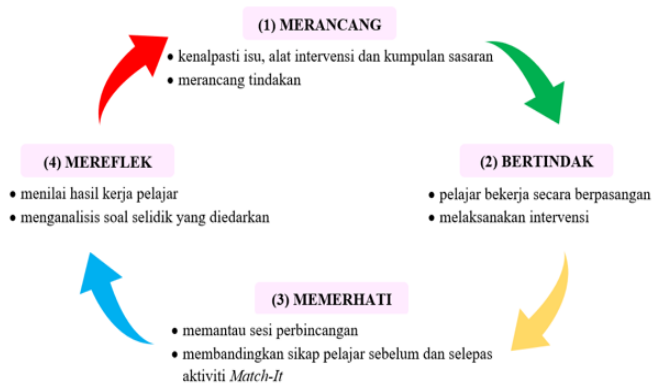 (1) MERANCANG
• kenalpasti isu, alat intervensi dan kumpulan sasaran
• merancang tindakan
(2) BERTINDAK
• pelajar bekerja secara berpasangan
• melaksanakan intervensi
(3) MEMERHATI
• memantau sesi perbincangan
• membandingkan sikap pelajar sebelum dan selepas
aktiviti Match-It
(4) MEREFLEK
• menilai hasil kerja pelajar
• menganalisis soal selidik yang diedarkan